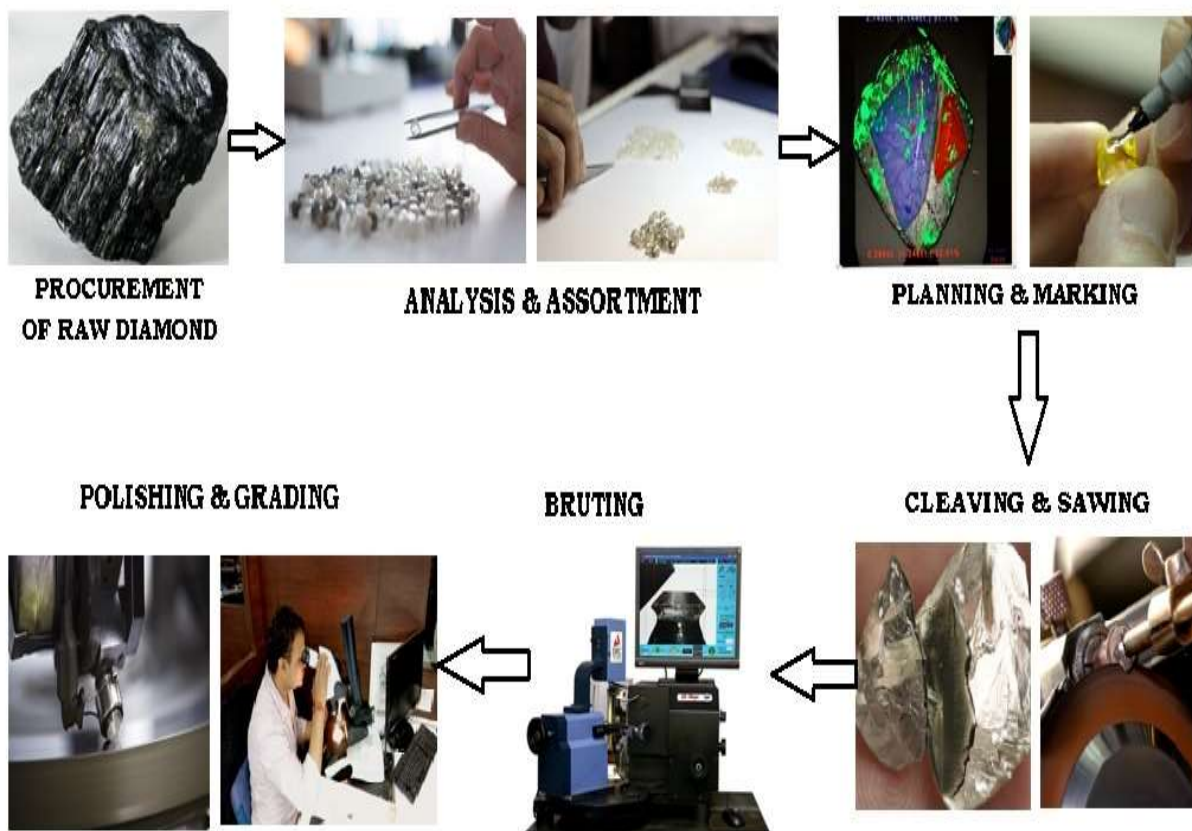 PROCUREMENT
OF RAW DIAMOND
ANALYSIS & ASSORTMENT
PLANNING & MARKING
CLEAVING & SAWING
BRUTING
POLISHING & GRADING